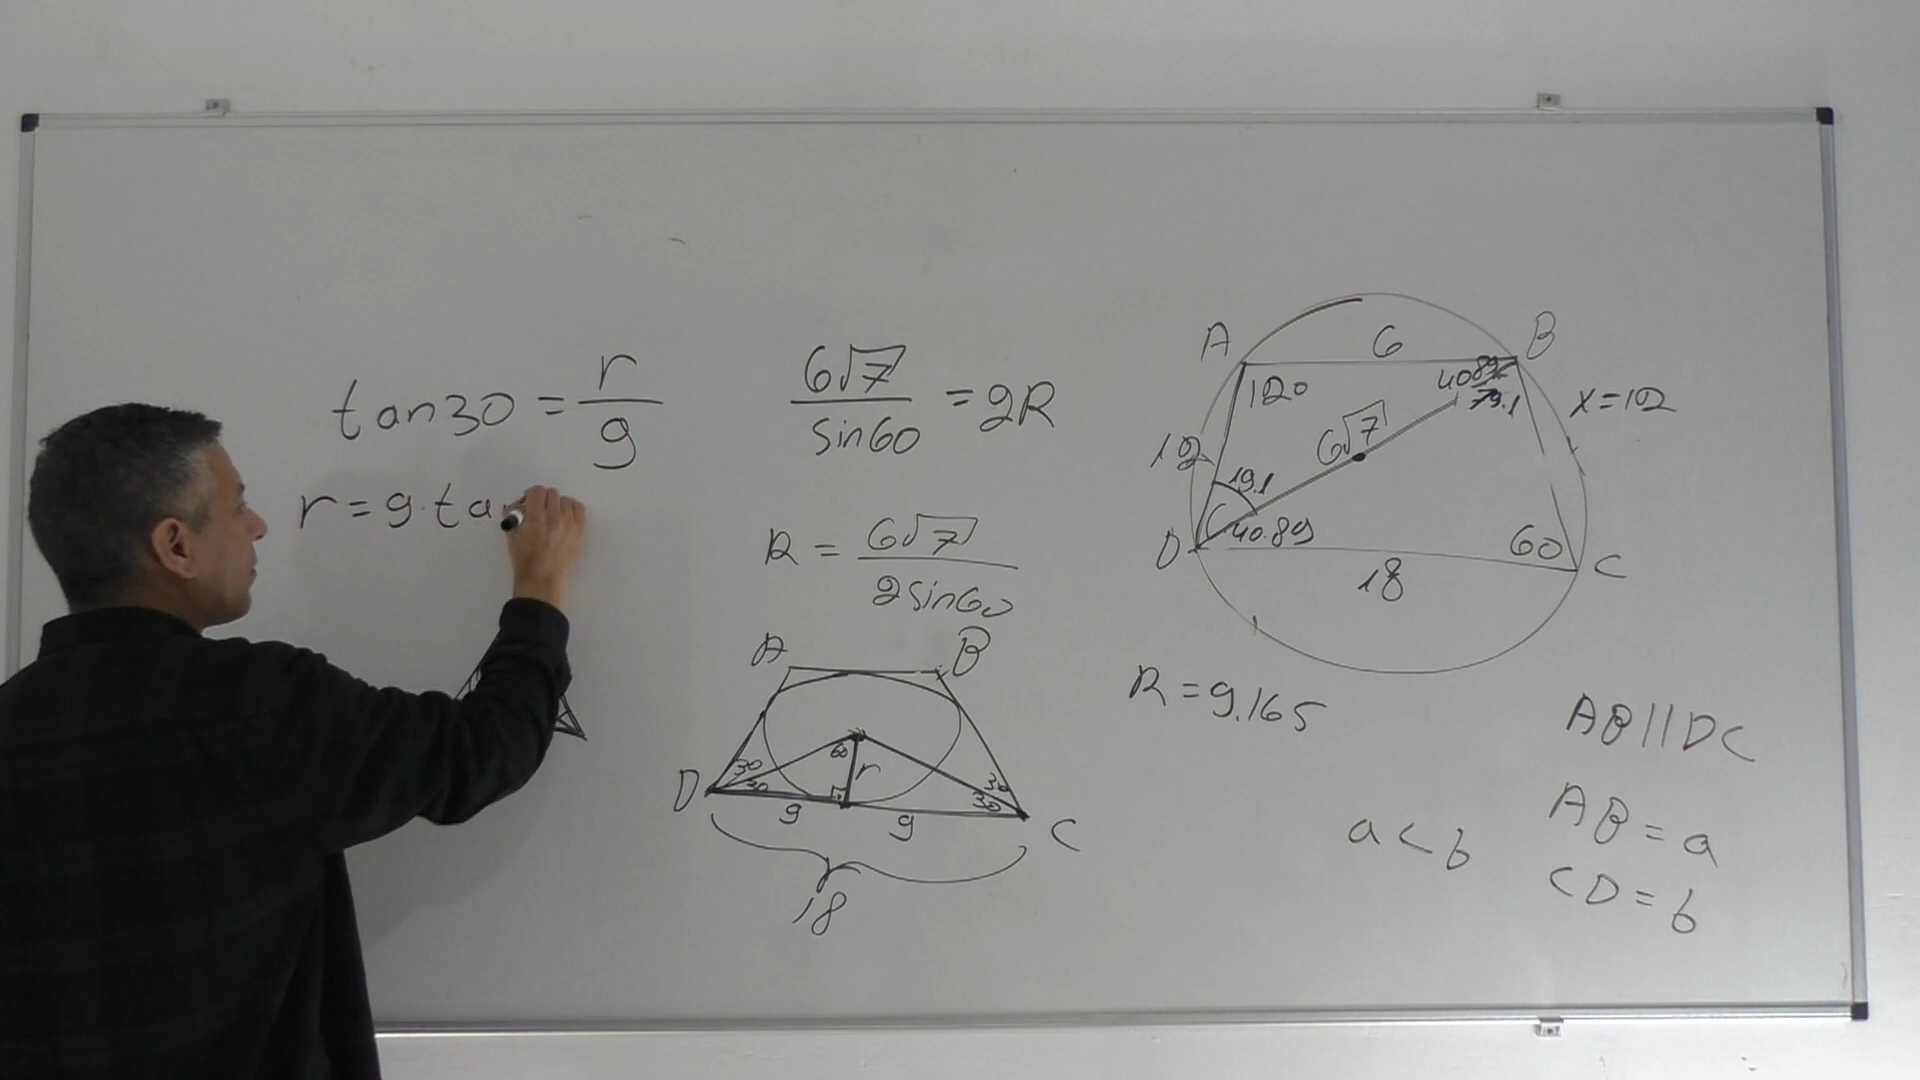 tan30 = r/9
r = 9.ta
6√7/sin60 = 2R
R = 6√7/2sin60
A B
60
r
30 30
30 30
D 9 9 C
18
A 6 B
120 40.89
79.1
x=12
6√7
12 19.1
D 40.89 60 C
18
R = 9.165
AB//DC
AB = a
a < b
CD = b